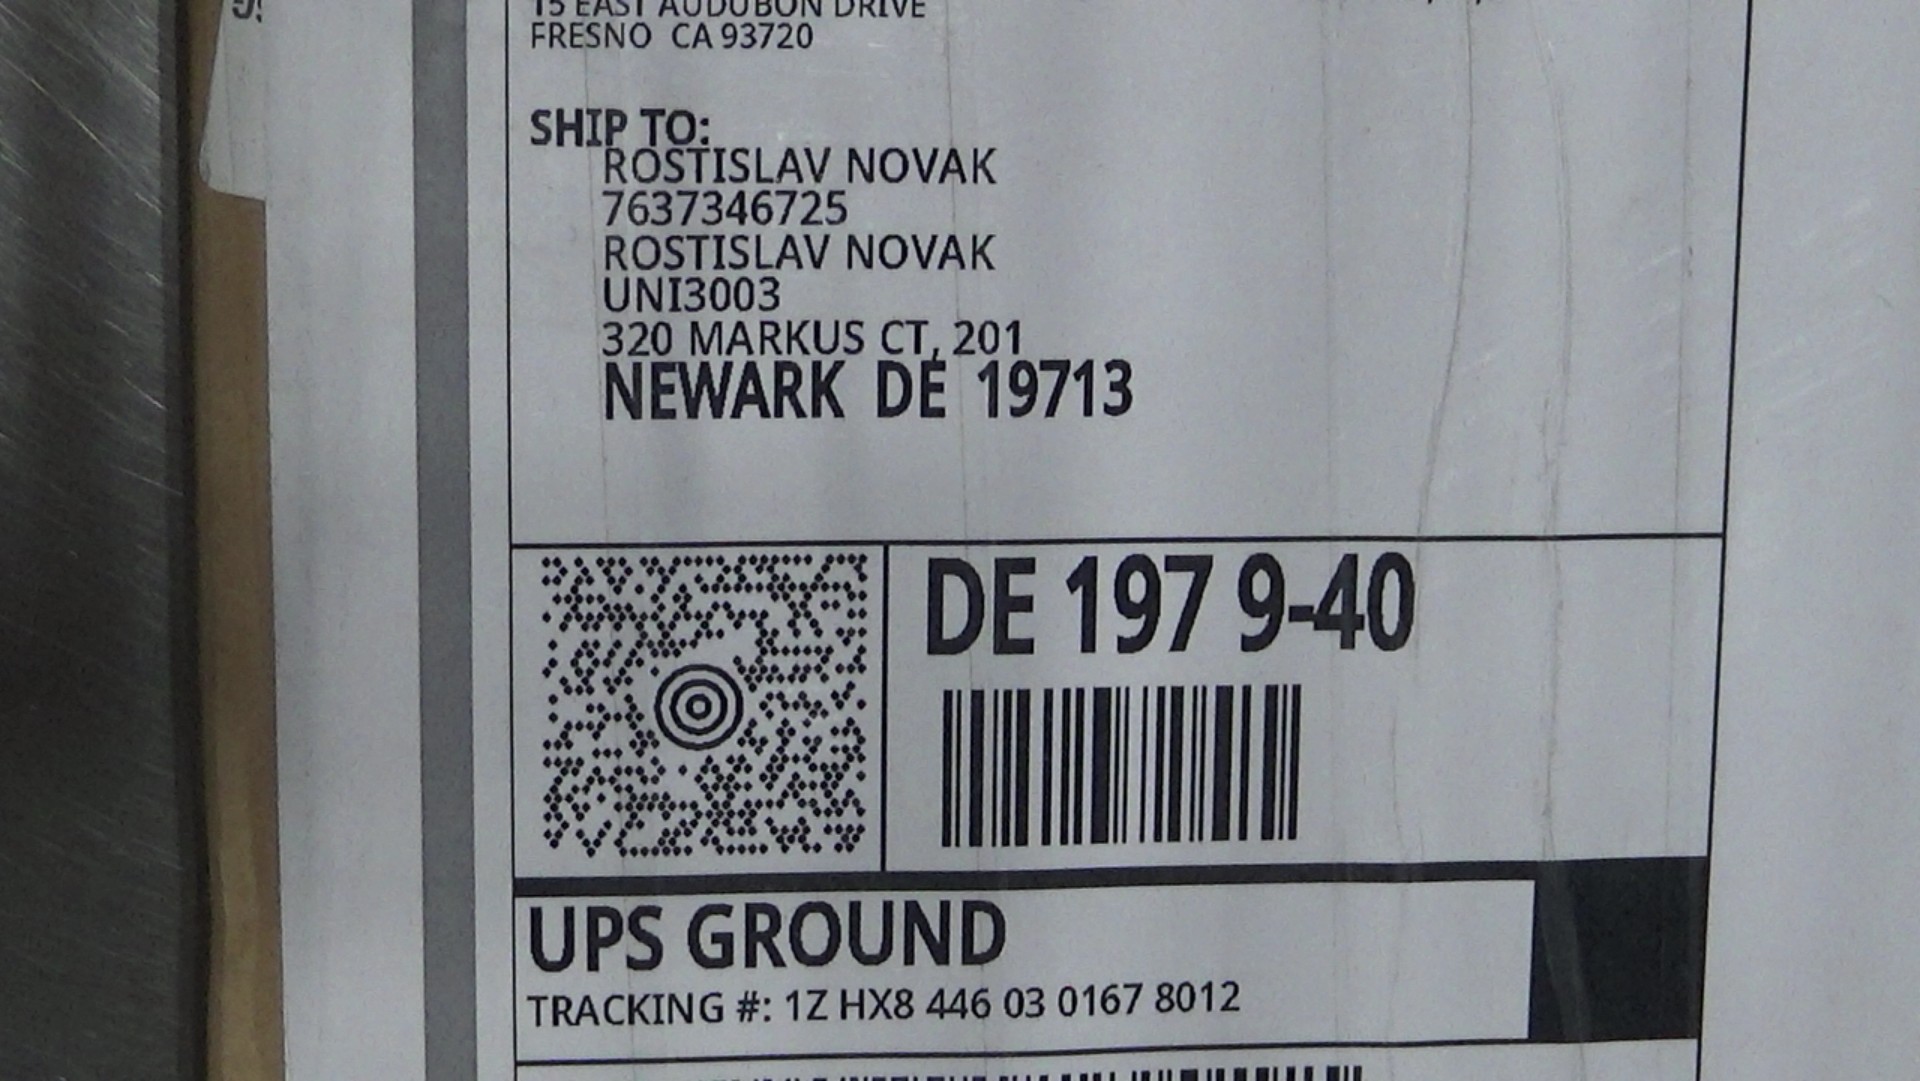 15 EAST AUDUBON DRIVE
FRESNO CA 93720
SHIP TO:
ROSTISLAV NOVAK
7637346725
ROSTISLAV NOVAK
UNI3003
320 MARKUS CT, 201
NEWARK DE 19713
DE 197 9-40
UPS GROUND
TRACKING #: 1Z HX8 446 03 0167 8012